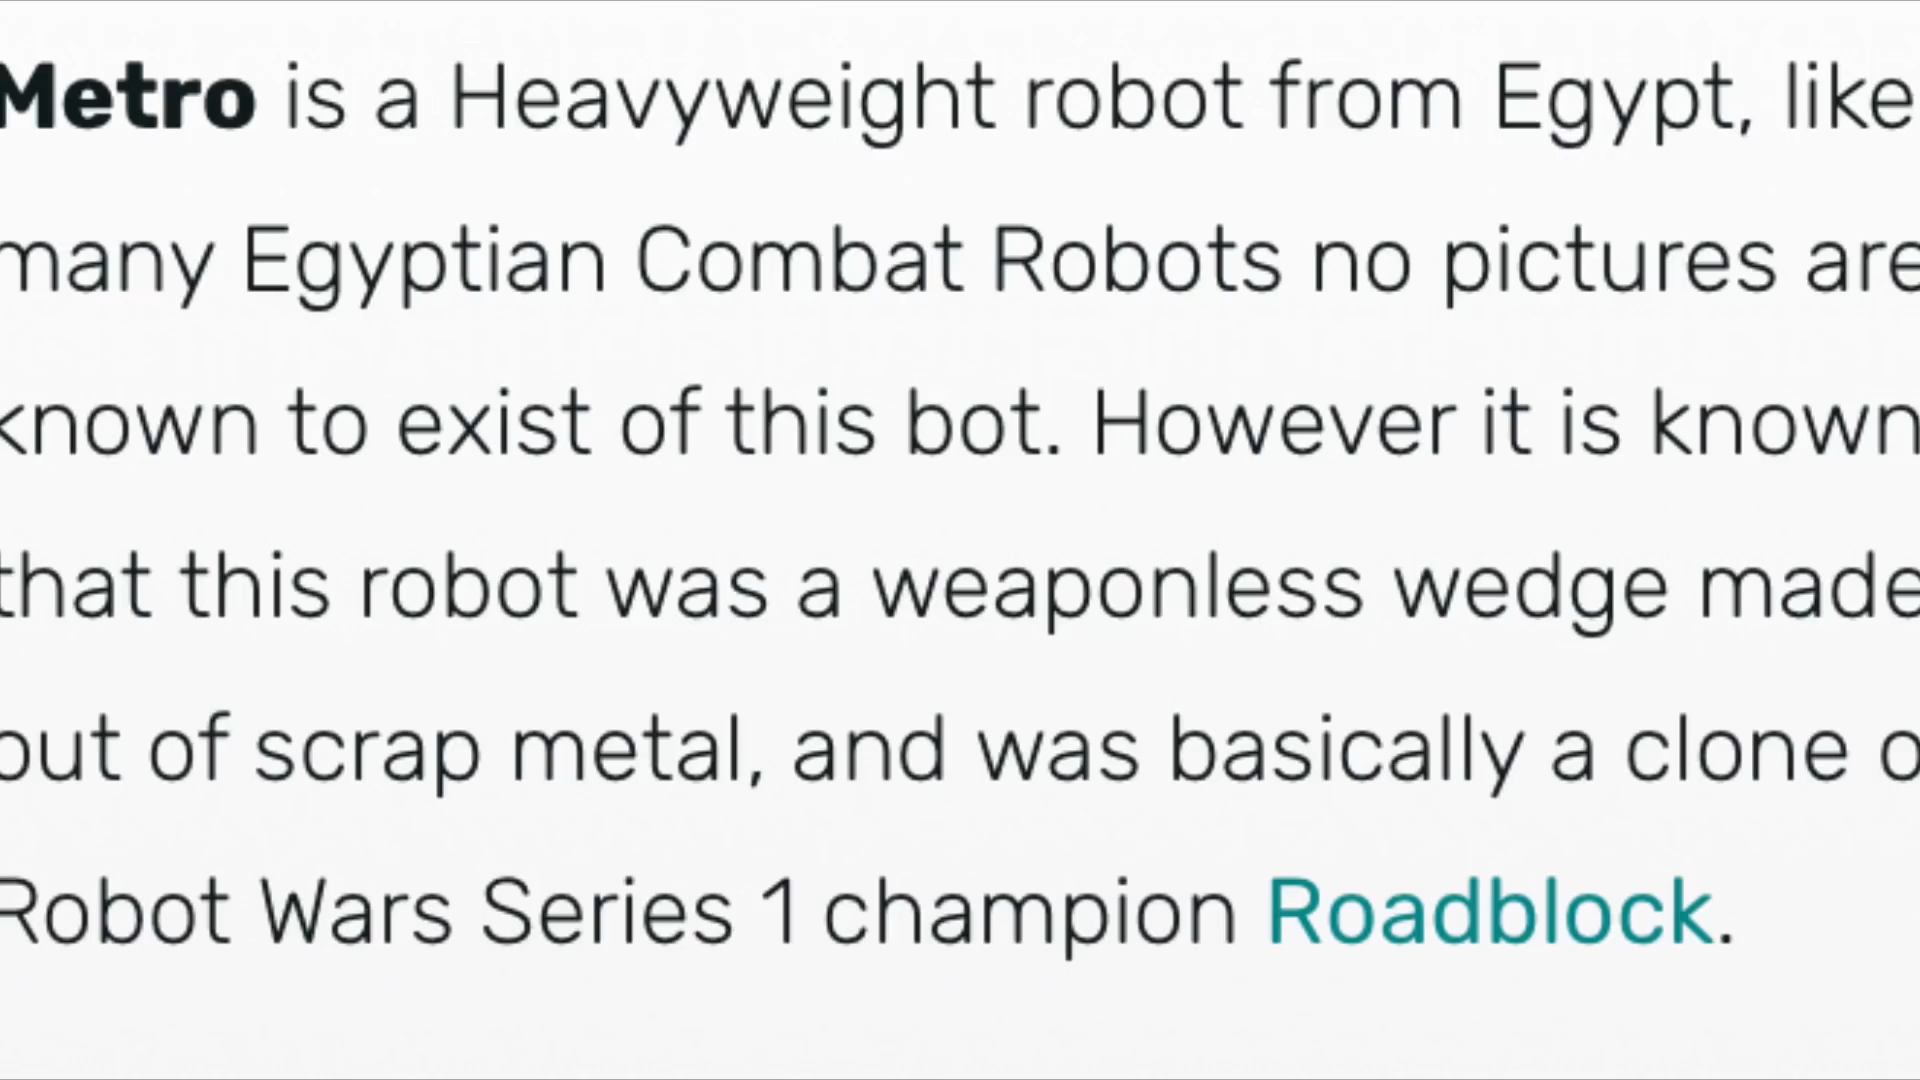 Metro is a Heavyweight robot from Egypt, like
many Egyptian Combat Robots no pictures are
known to exist of this bot. However it is known
that this robot was a weaponless wedge made
out of scrap metal, and was basically a clone o
Robot Wars Series 1 champion Roadblock.